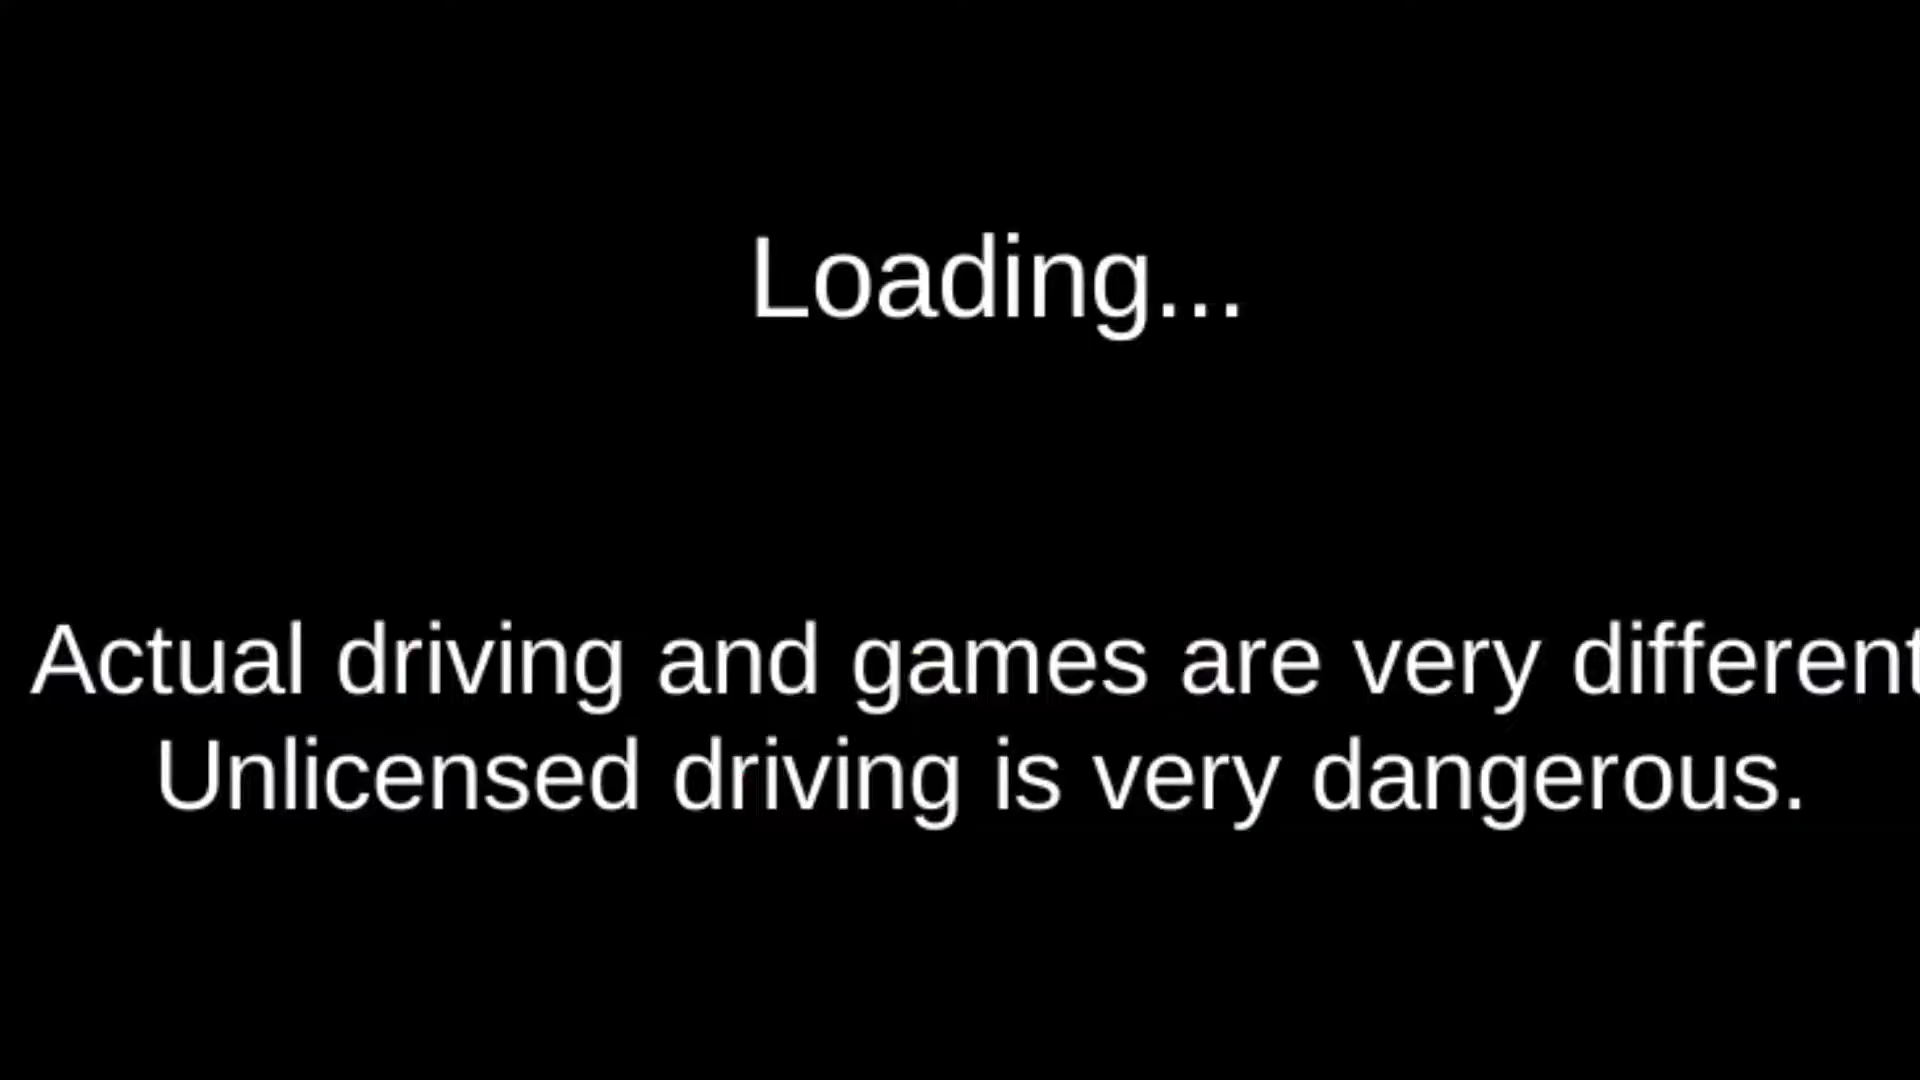 Loading...
Actual driving and games are very different
Unlicensed driving is very dangerous.